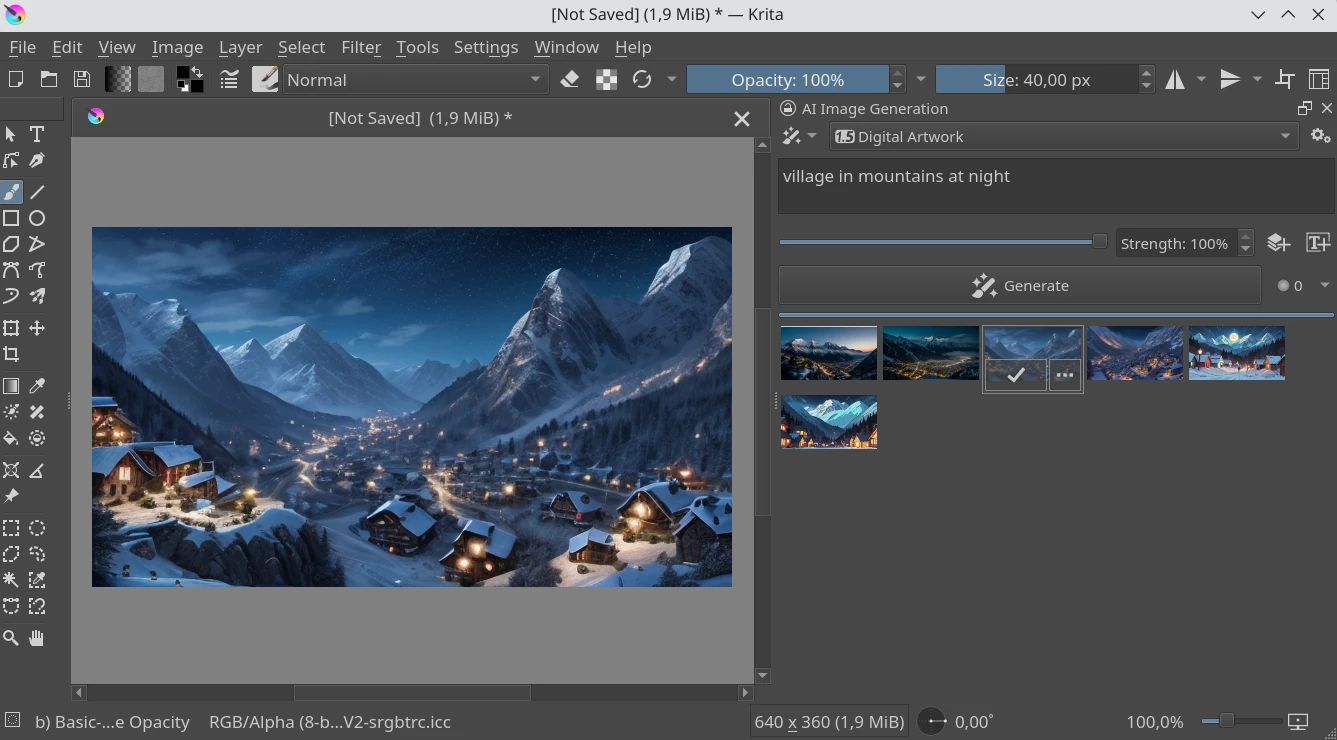 [Not Saved] (1,9 MiB) * — Krita
File Edit View Image Layer Select Filter Tools Settings Window Help
Normal
Opacity: 100%
Size: 40,00 px
[Not Saved] (1,9 MiB) *
AI Image Generation
1.5 Digital Artwork
village in mountains at night
Strength: 100%
Generate
0
b) Basic-...e Opacity
RGB/Alpha (8-b...V2-srgbtrc.icc
640 x 360 (1,9 MiB)
0,00°
100,0%